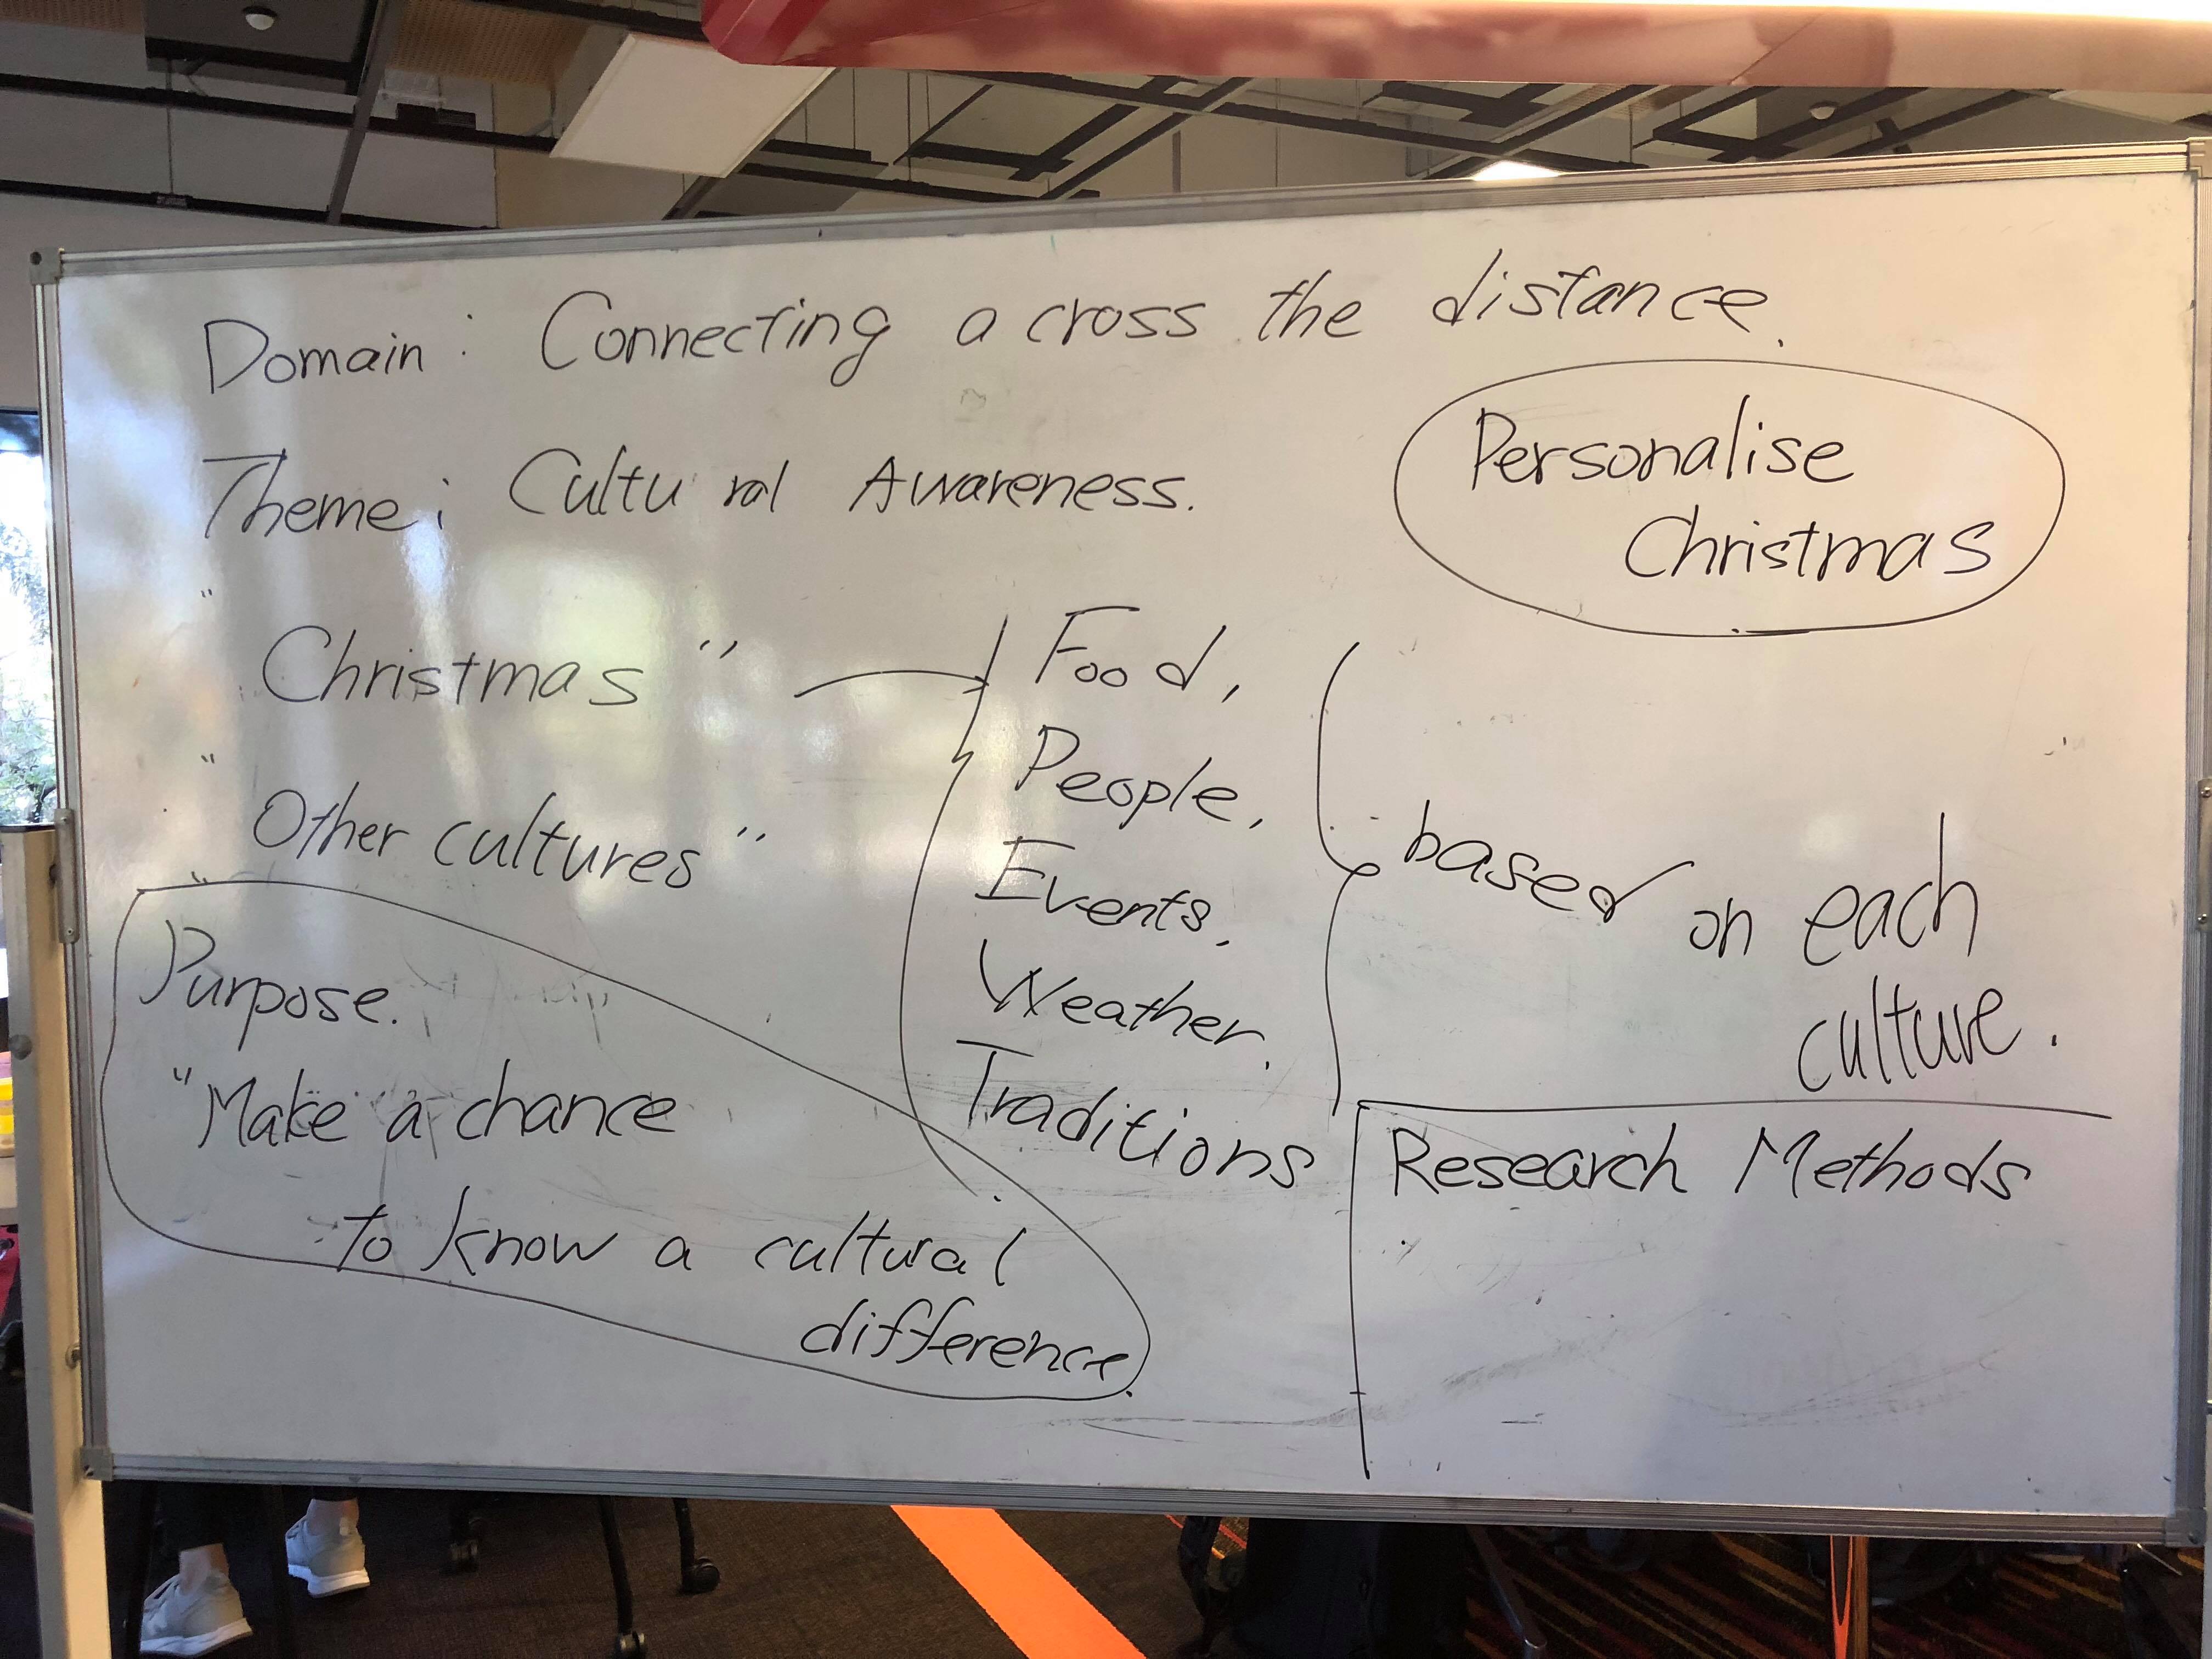 Domain : Connecting across the distance.
Theme : Cultural Awareness.
Personalise
Christmas
" Christmas "
" Other cultures "
Food,
People,
Events,
Weather,
Traditions
based on each
culture.
Purpose.
"Make a chance
to know a cultural
difference.
Research Methods